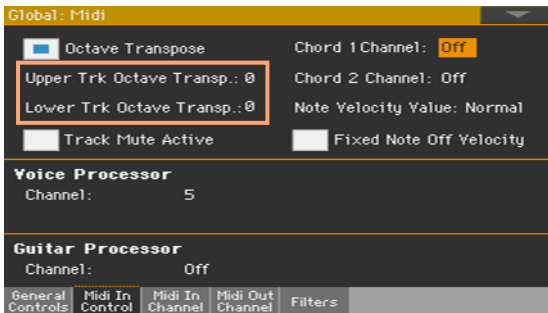 Global: Midi
Octave Transpose
Chord 1 Channel: Off
Upper Trk Octave Transp.: 0
Chord 2 Channel: Off
Lower Trk Octave Transp.:0
Note Velocity Value: Normal
Track Mute Active
Fixed Note Off Velocity
Voice Processor
Channel: 5
Guitar Processor
Channel: Off
General Controls
Midi In Control
Midi In Channel
Midi Out Channel
Filters